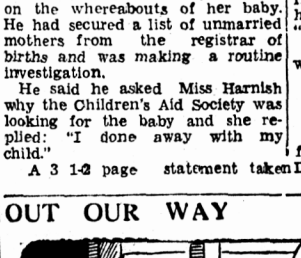 on the whereabouts of her baby.
He had secured a list of unmarried
mothers from the registrar of
births and was making a routine
investigation.
He said he asked Miss Harnish
why the Children's Aid Society was
looking for the baby and she re-
plied: "I done away with my
child."
A 3 1-2 page statement taken
OUT OUR WAY